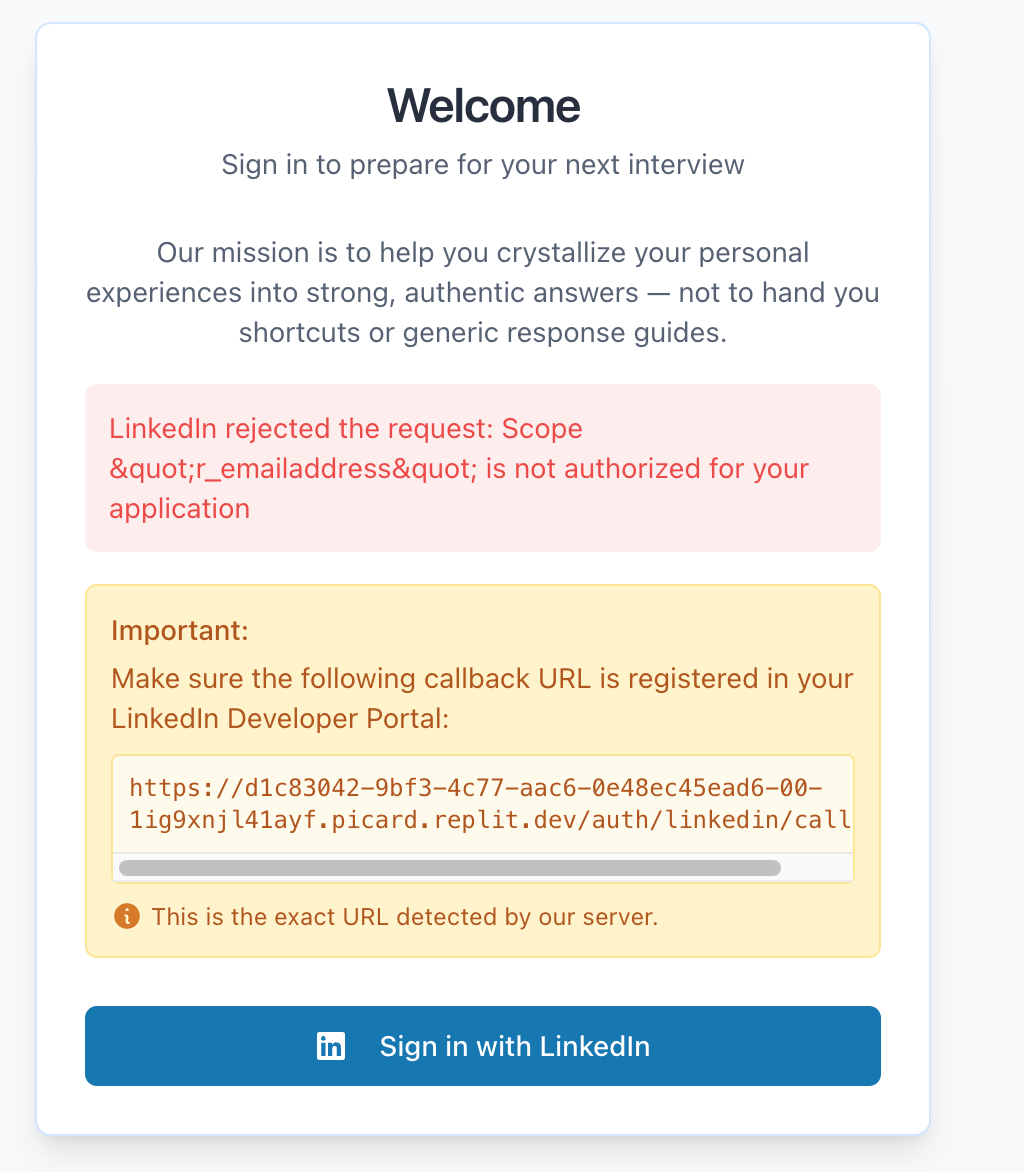 Welcome
Sign in to prepare for your next interview
Our mission is to help you crystallize your personal
experiences into strong, authentic answers — not to hand you
shortcuts or generic response guides.
LinkedIn rejected the request: Scope
&quot;r_emailaddress&quot; is not authorized for your
application
Important:
Make sure the following callback URL is registered in your
LinkedIn Developer Portal:
https://d1c83042-9bf3-4c77-aac6-0e48ec45ead6-00-
1ig9xnjl41ayf.picard.replit.dev/auth/linkedin/call
This is the exact URL detected by our server.
in Sign in with LinkedIn